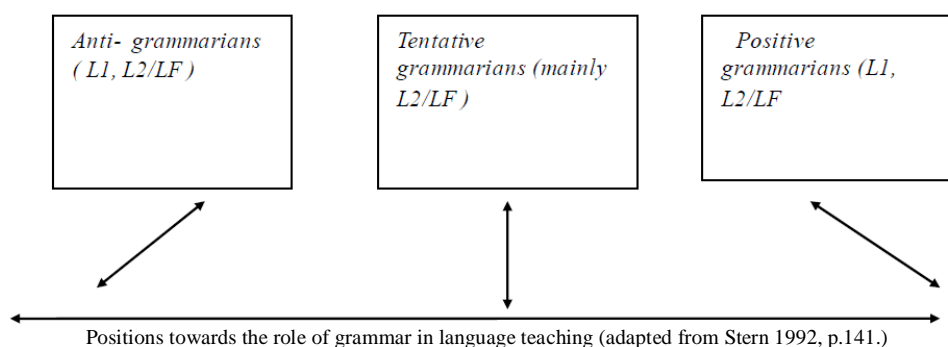 Anti- grammarians
( L1, L2/LF )
Tentative
grammarians (mainly
L2/LF )
Positive
grammarians (L1,
L2/LF
Positions towards the role of grammar in language teaching (adapted from Stern 1992, p.141.)